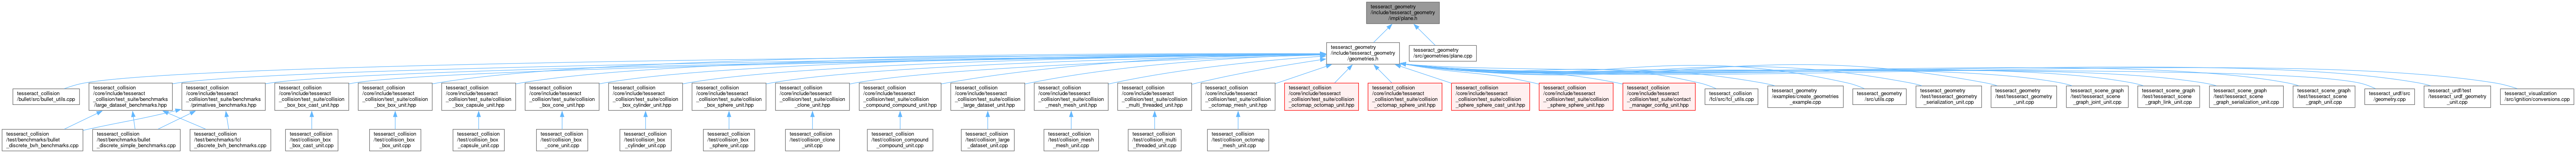 tesseract_geometry
/include/tesseract_geometry
/impl/plane.h
tesseract_geometry
/include/tesseract_geometry
/geometries.h
tesseract_geometry
/src/geometries/plane.cpp
tesseract_collision
/bullet/src/bullet_utils.cpp
tesseract_collision
/core/include/tesseract
_collision/test_suite/benchmarks
/large_dataset_benchmarks.hpp
tesseract_collision
/core/include/tesseract
_collision/test_suite/benchmarks
/primatives_benchmarks.hpp
tesseract_collision
/core/include/tesseract
_collision/test_suite/collision
_box_box_cast_unit.hpp
tesseract_collision
/core/include/tesseract
_collision/test_suite/collision
_box_box_unit.hpp
tesseract_collision
/core/include/tesseract
_collision/test_suite/collision
_box_capsule_unit.hpp
tesseract_collision
/core/include/tesseract
_collision/test_suite/collision
_box_cone_unit.hpp
tesseract_collision
/core/include/tesseract
_collision/test_suite/collision
_box_cylinder_unit.hpp
tesseract_collision
/core/include/tesseract
_collision/test_suite/collision
_box_sphere_unit.hpp
tesseract_collision
/core/include/tesseract
_collision/test_suite/collision
_clone_unit.hpp
tesseract_collision
/core/include/tesseract
_collision/test_suite/collision
_compound_compound_unit.hpp
tesseract_collision
/core/include/tesseract
_collision/test_suite/collision
_large_dataset_unit.hpp
tesseract_collision
/core/include/tesseract
_collision/test_suite/collision
_mesh_mesh_unit.hpp
tesseract_collision
/core/include/tesseract
_collision/test_suite/collision
_multi_threaded_unit.hpp
tesseract_collision
/core/include/tesseract
_collision/test_suite/collision
_octomap_mesh_unit.hpp
tesseract_collision
/core/include/tesseract
_collision/test_suite/collision
_octomap_octomap_unit.hpp
tesseract_collision
/core/include/tesseract
_collision/test_suite/collision
_octomap_sphere_unit.hpp
tesseract_collision
/core/include/tesseract
_collision/test_suite/collision
_sphere_sphere_cast_unit.hpp
tesseract_collision
/core/include/tesseract
_collision/test_suite/collision
_sphere_sphere_unit.hpp
tesseract_collision
/core/include/tesseract
_collision/test_suite/contact
_manager_config_unit.hpp
tesseract_collision
/fcl/src/fcl_utils.cpp
tesseract_geometry
/examples/create_geometries
_example.cpp
tesseract_geometry
/src/utils.cpp
tesseract_geometry
/test/tesseract_geometry
_serialization_unit.cpp
tesseract_geometry
/test/tesseract_geometry
_unit.cpp
tesseract_scene_graph
/test/tesseract_scene
_graph_joint_unit.cpp
tesseract_scene_graph
/test/tesseract_scene
_graph_link_unit.cpp
tesseract_scene_graph
/test/tesseract_scene
_graph_serialization_unit.cpp
tesseract_scene_graph
/test/tesseract_scene
_graph_unit.cpp
tesseract_urdf/src
/geometry.cpp
tesseract_urdf/test
/tesseract_urdf_geometry
_unit.cpp
tesseract_visualization
/src/ignition/conversions.cpp
tesseract_collision
/test/benchmarks/bullet
_discrete_bvh_benchmarks.cpp
tesseract_collision
/test/benchmarks/bullet
_discrete_simple_benchmarks.cpp
tesseract_collision
/test/benchmarks/fcl
_discrete_bvh_benchmarks.cpp
tesseract_collision
/test/collision_box
_box_cast_unit.cpp
tesseract_collision
/test/collision_box
_box_unit.cpp
tesseract_collision
/test/collision_box
_capsule_unit.cpp
tesseract_collision
/test/collision_box
_cone_unit.cpp
tesseract_collision
/test/collision_box
_cylinder_unit.cpp
tesseract_collision
/test/collision_box
_sphere_unit.cpp
tesseract_collision
/test/collision_clone
_unit.cpp
tesseract_collision
/test/collision_compound
_compound_unit.cpp
tesseract_collision
/test/collision_large
_dataset_unit.cpp
tesseract_collision
/test/collision_mesh
_mesh_unit.cpp
tesseract_collision
/test/collision_multi
_threaded_unit.cpp
tesseract_collision
/test/collision_octomap
_mesh_unit.cpp